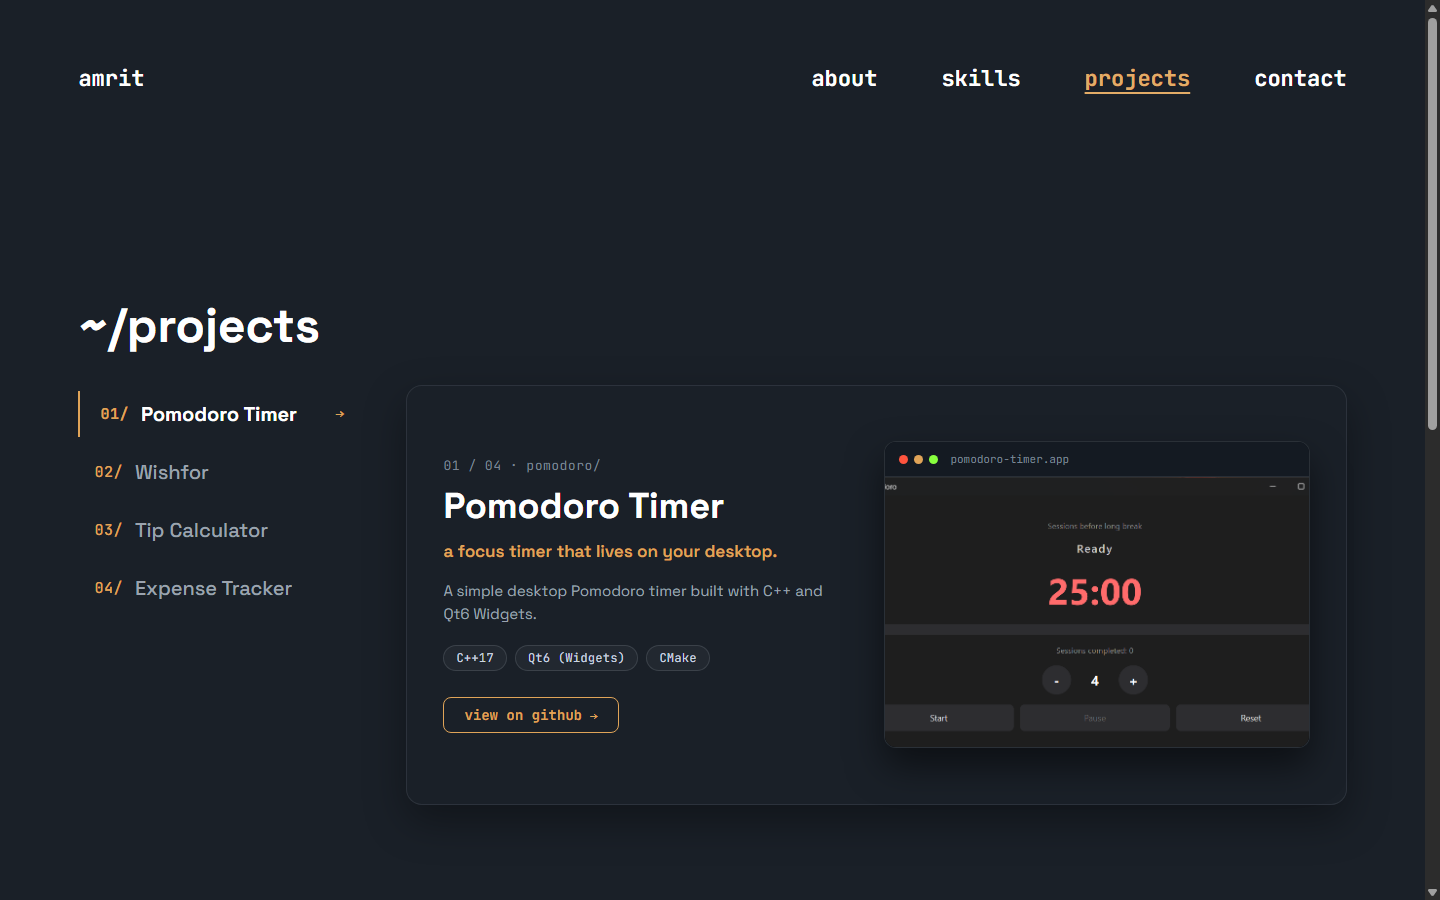 amrit
about
skills
projects
contact
~/projects
01/ Pomodoro Timer →
02/ Wishfor
03/ Tip Calculator
04/ Expense Tracker
01 / 04 · pomodoro/
Pomodoro Timer
a focus timer that lives on your desktop.
A simple desktop Pomodoro timer built with C++ and
Qt6 Widgets.
C++17
Qt6 (Widgets)
CMake
view on github →
pomodoro-timer.app
oro
Sessions before long break
Ready
25:00
Sessions completed: 0
- 4 +
Start
Pause
Reset